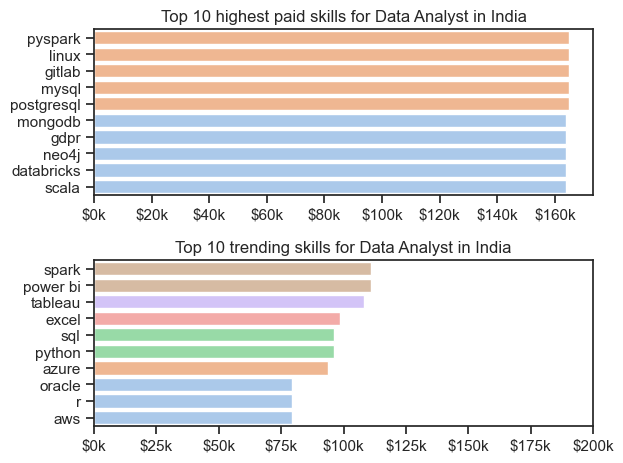 Top 10 highest paid skills for Data Analyst in India
pyspark
linux
gitlab
mysql
postgresql
mongodb
gdpr
neo4j
databricks
scala
$0k $20k $40k $60k $80k $100k $120k $140k $160k
Top 10 trending skills for Data Analyst in India
spark
power bi
tableau
excel
sql
python
azure
oracle
r
aws
$0k $25k $50k $75k $100k $125k $150k $175k $200k